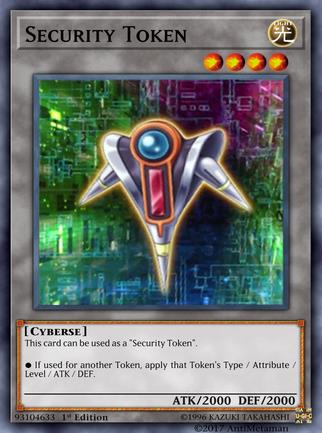 SECURITY TOKEN
LIGHT
光
[ CYBERSE ]
This card can be used as a "Security Token".
● If used for another Token, apply that Token's Type / Attribute /
Level / ATK / DEF.
ATK/2000 DEF/2000
93104633 1st Edition ©1996 KAZUKI TAKAHASHI
©2017 AntiMetaman